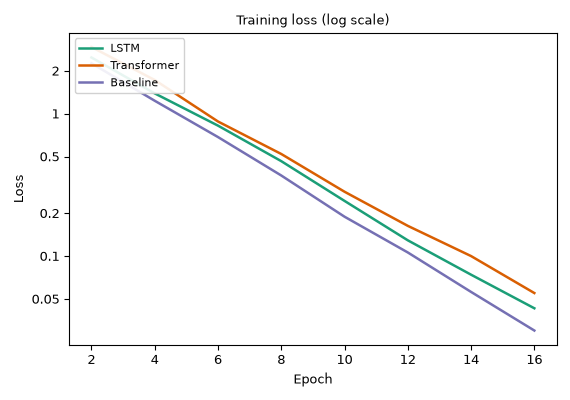 Training loss (log scale)
LSTM
Transformer
Baseline
2
1
0.5
0.2
0.1
0.05
Loss
2 4 6 8 10 12 14 16
Epoch